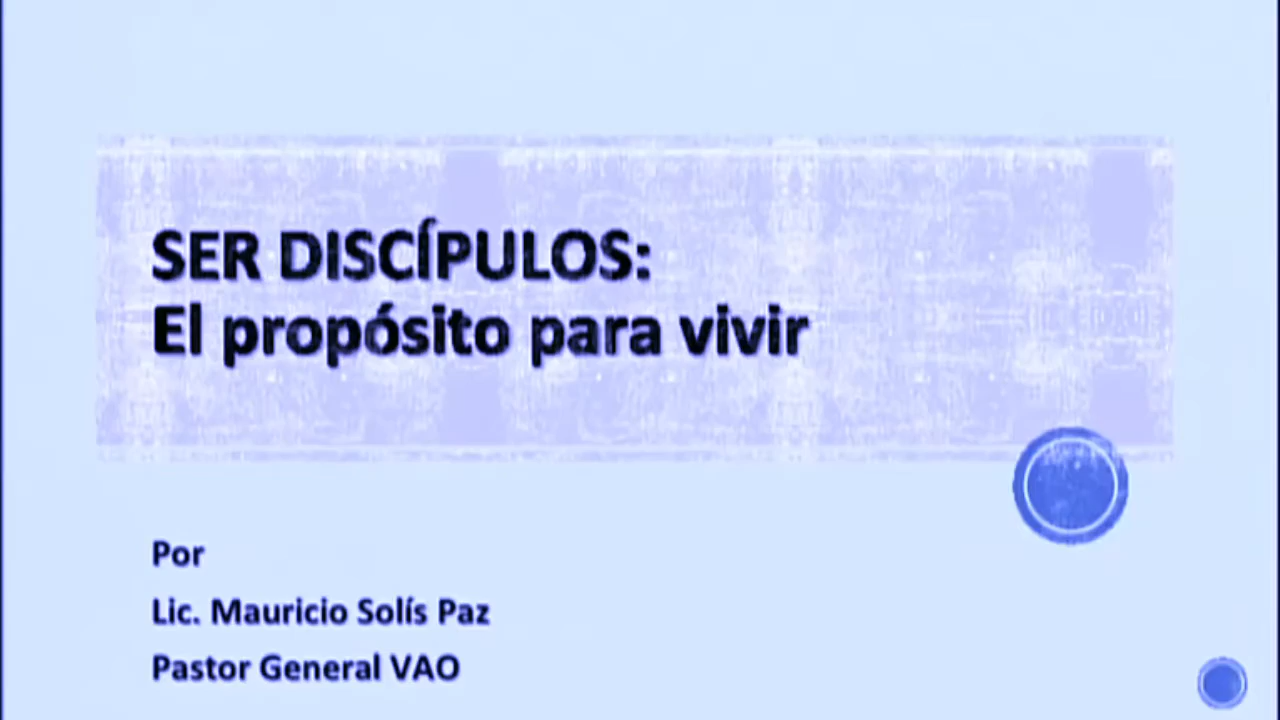 SER DISCÍPULOS:
El propósito para vivir
Por
Lic. Mauricio Solís Paz
Pastor General VAO